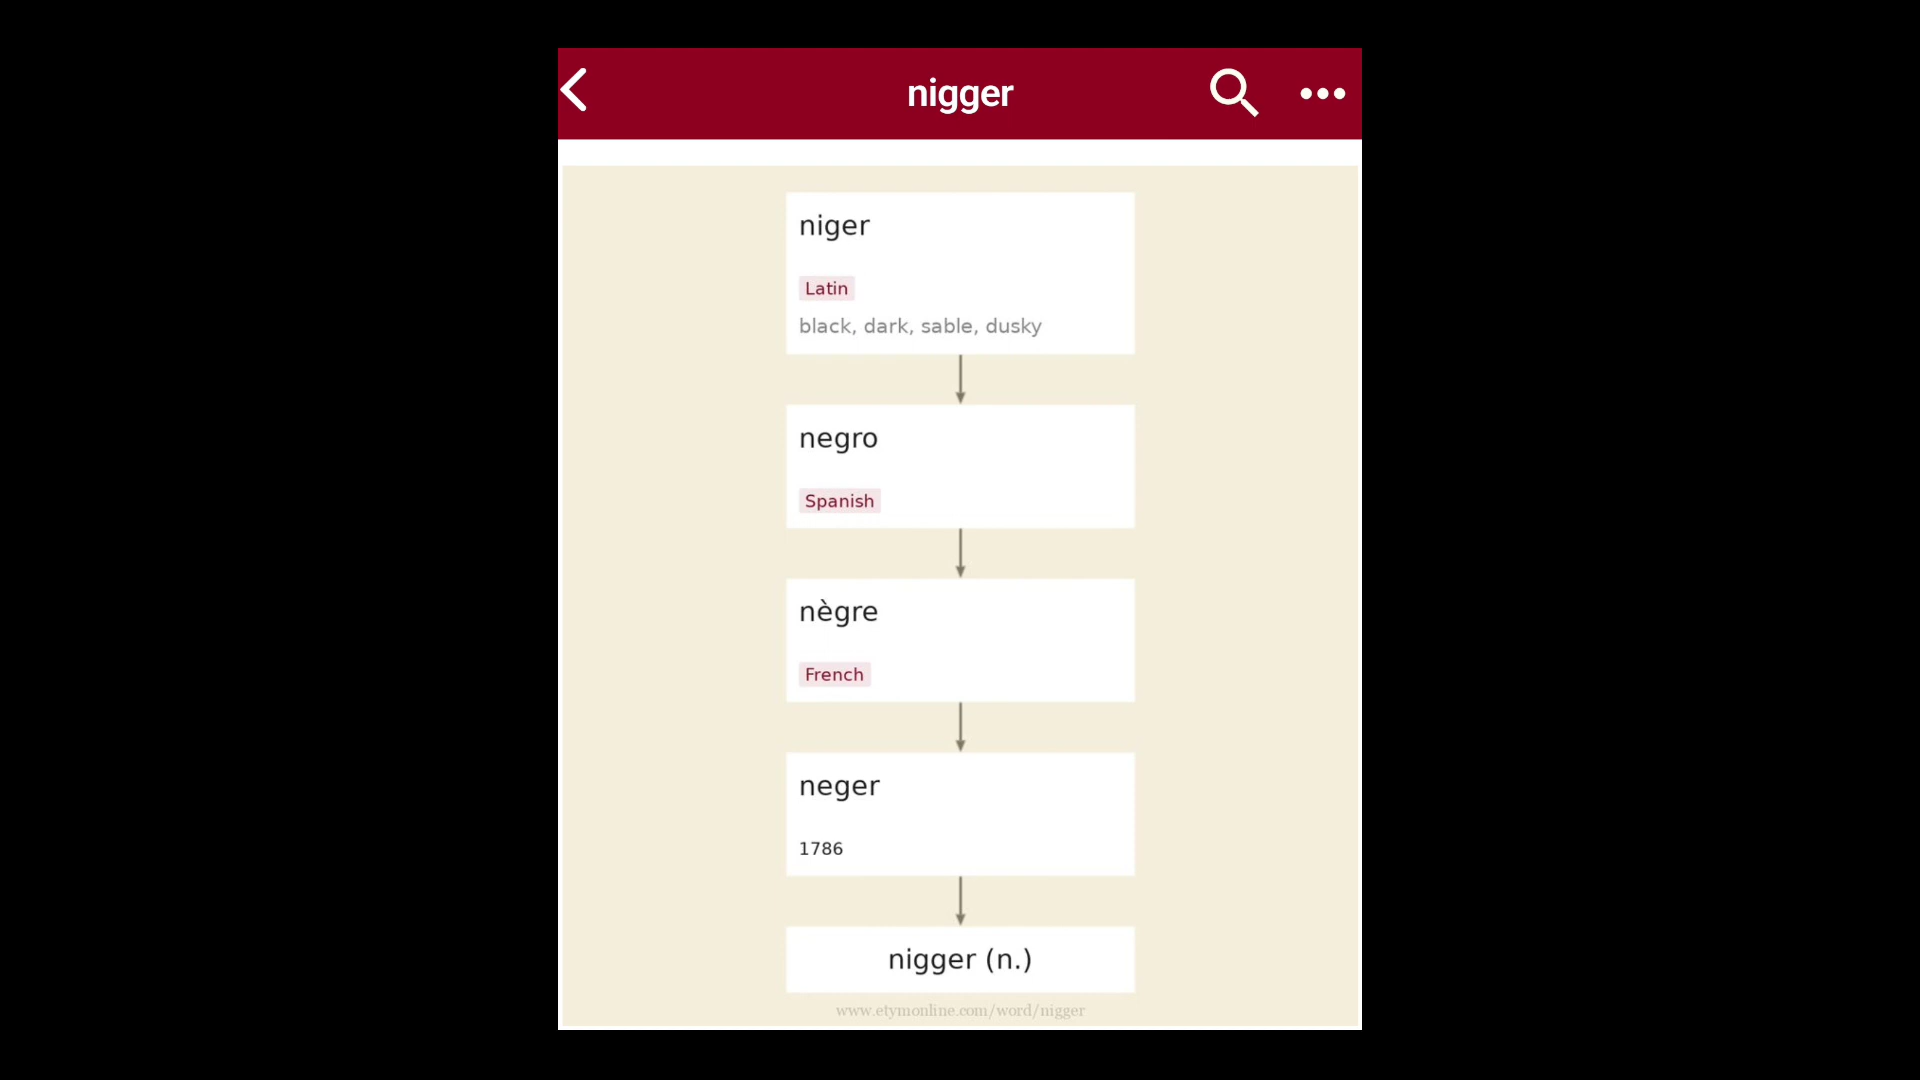 nigger
niger
Latin
black, dark, sable, dusky
negro
Spanish
nègre
French
neger
1786
nigger (n.)
www.etymonline.com/word/nigger